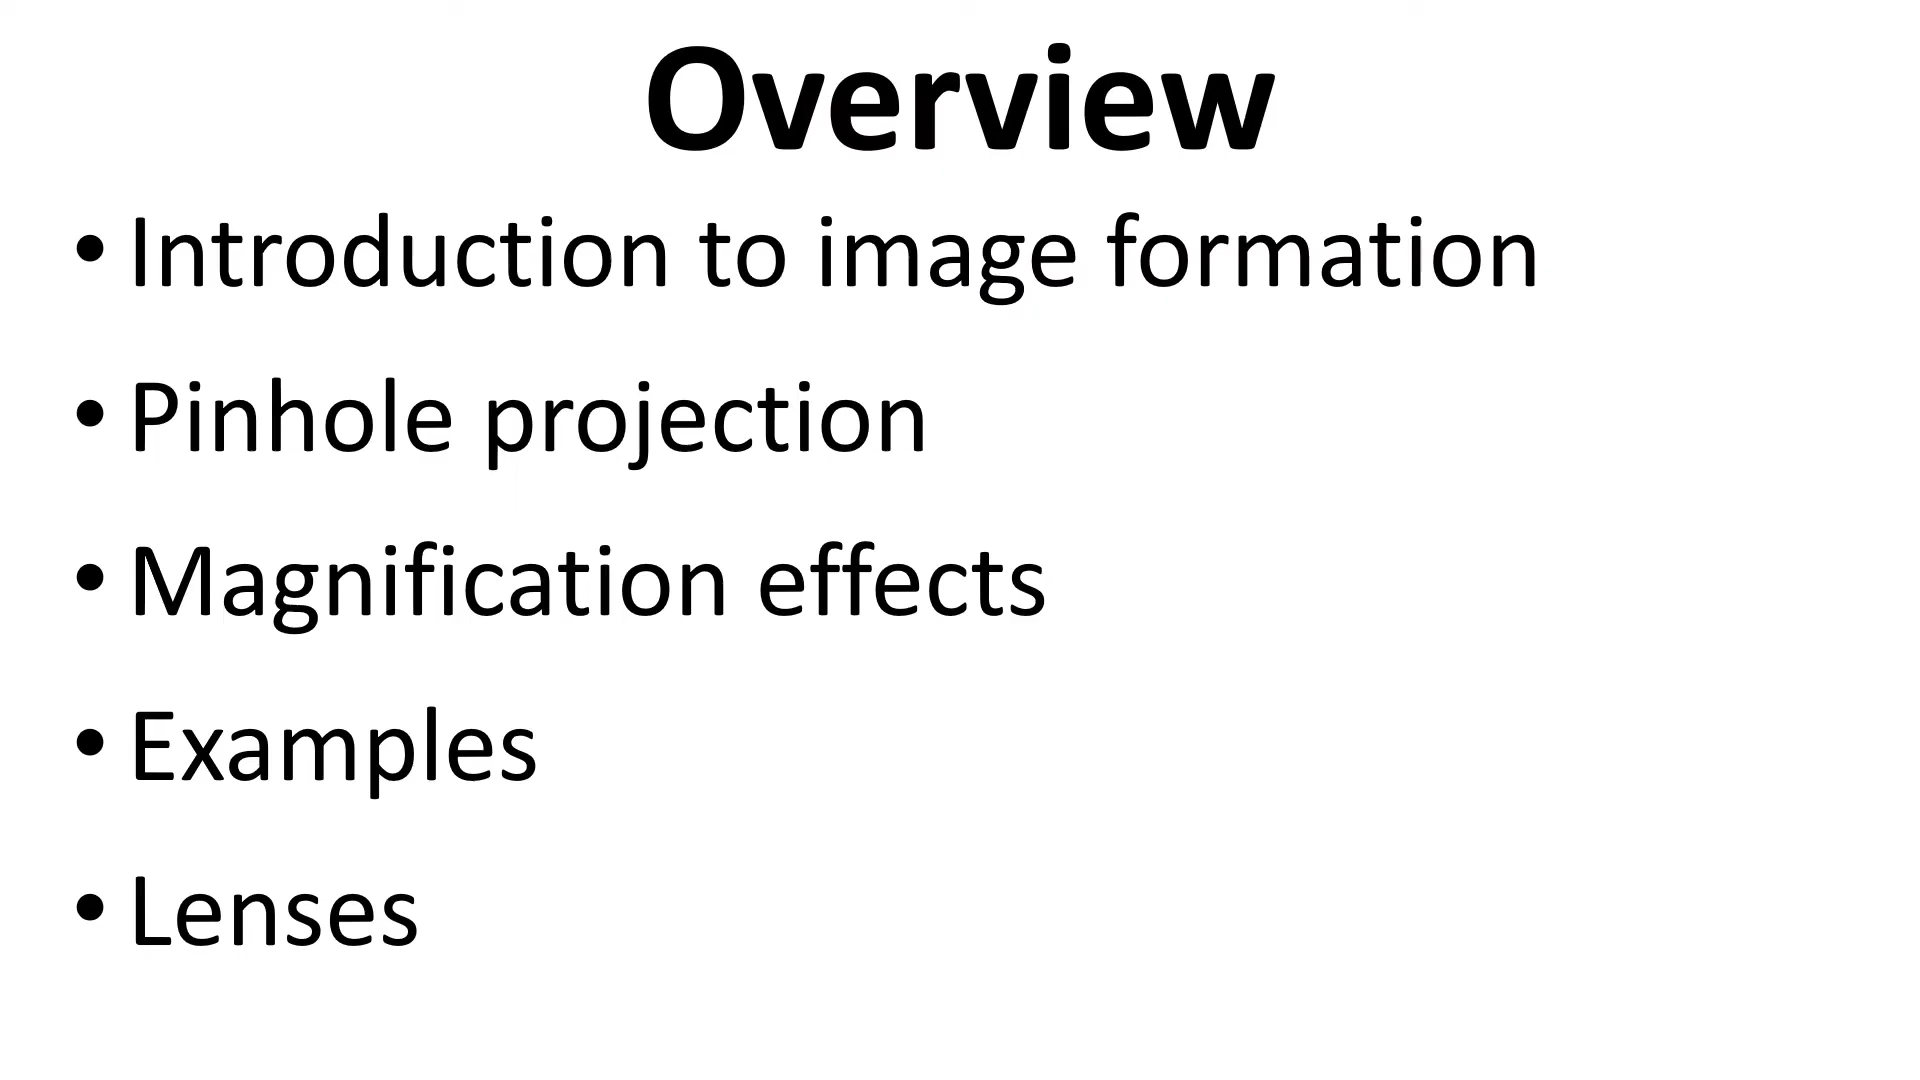 Overview
• Introduction to image formation
• Pinhole projection
• Magnification effects
• Examples
• Lenses